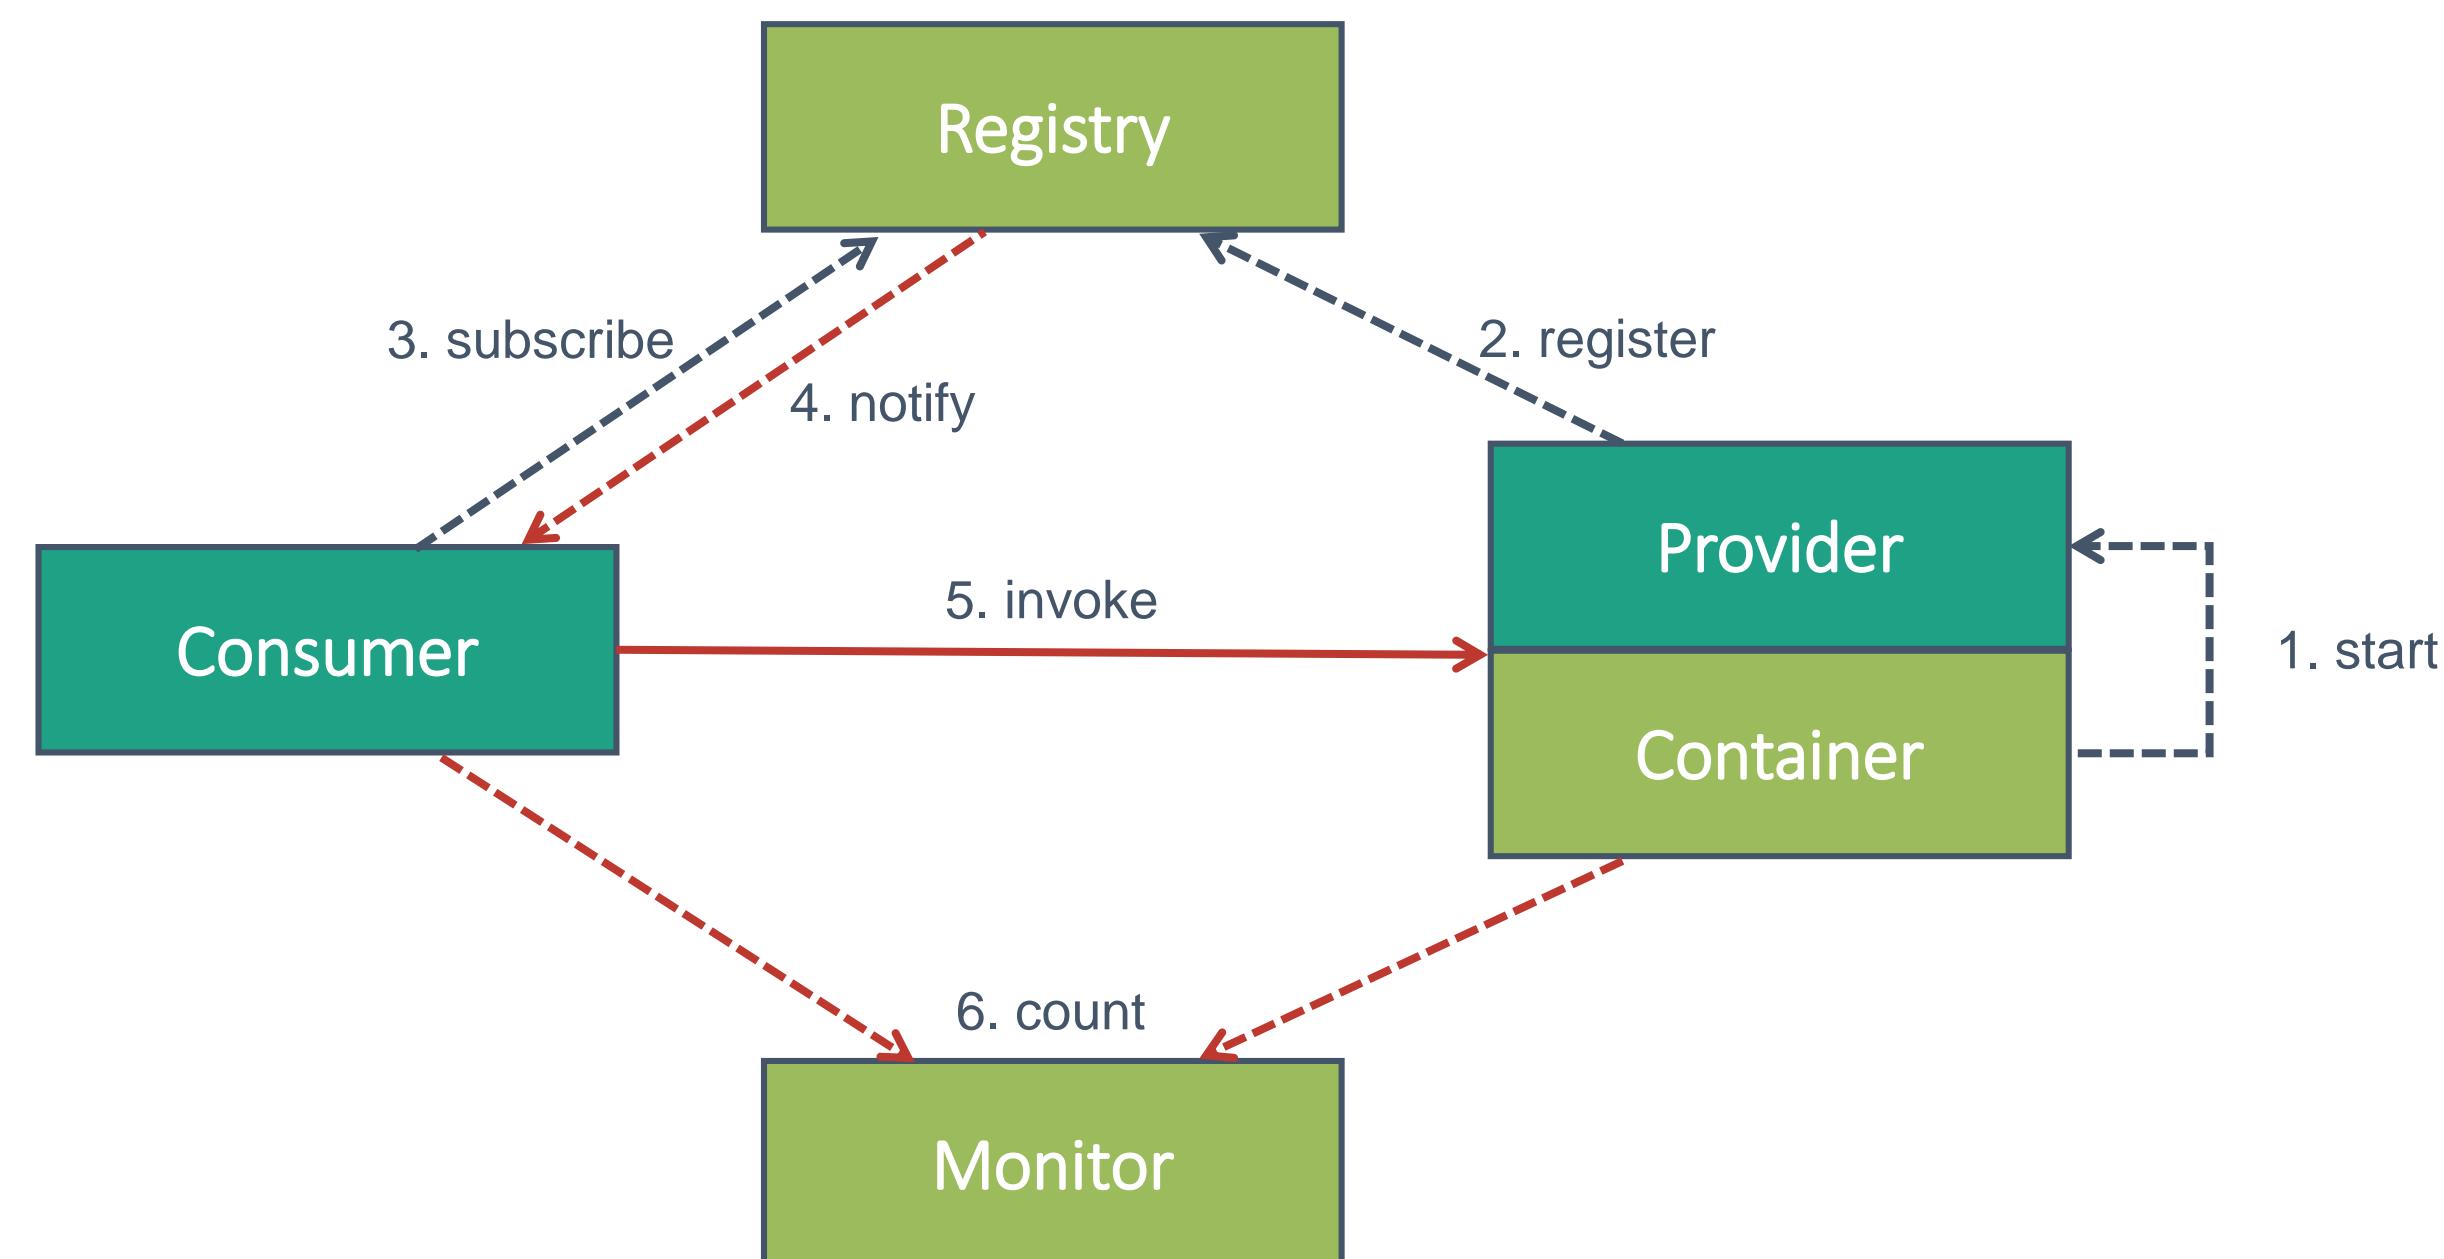 Registry
3. subscribe
2. register
4. notify
Provider
5. invoke
Consumer
1. start
Container
6. count
Monitor